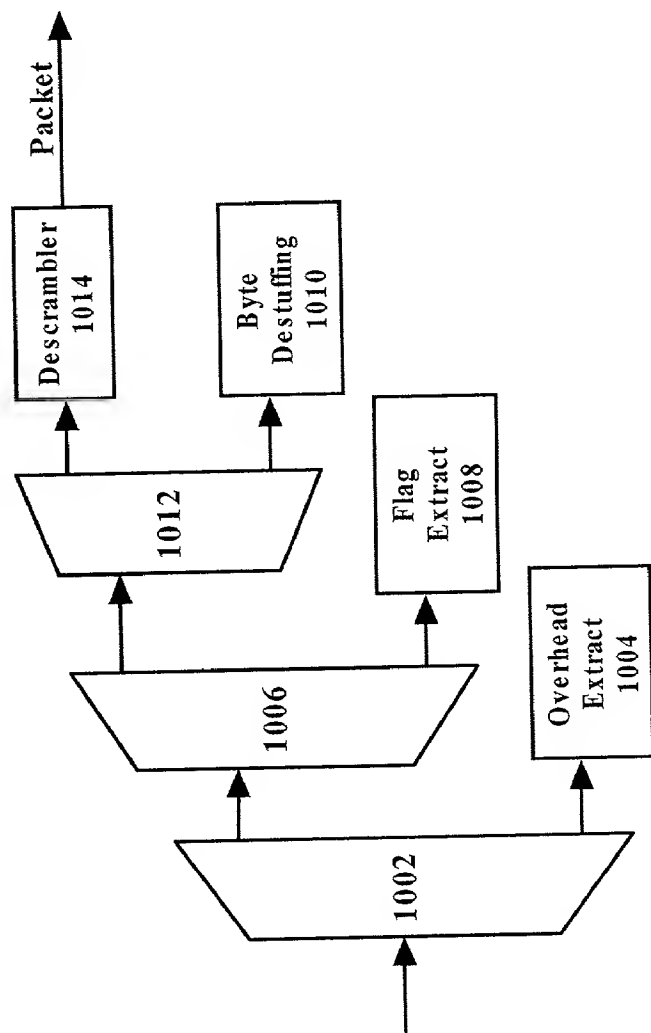 Packet
Descrambler
1014
Byte
Destuffing
1010
1012
Flag
Extract
1008
1006
Overhead
Extract
1004
1002